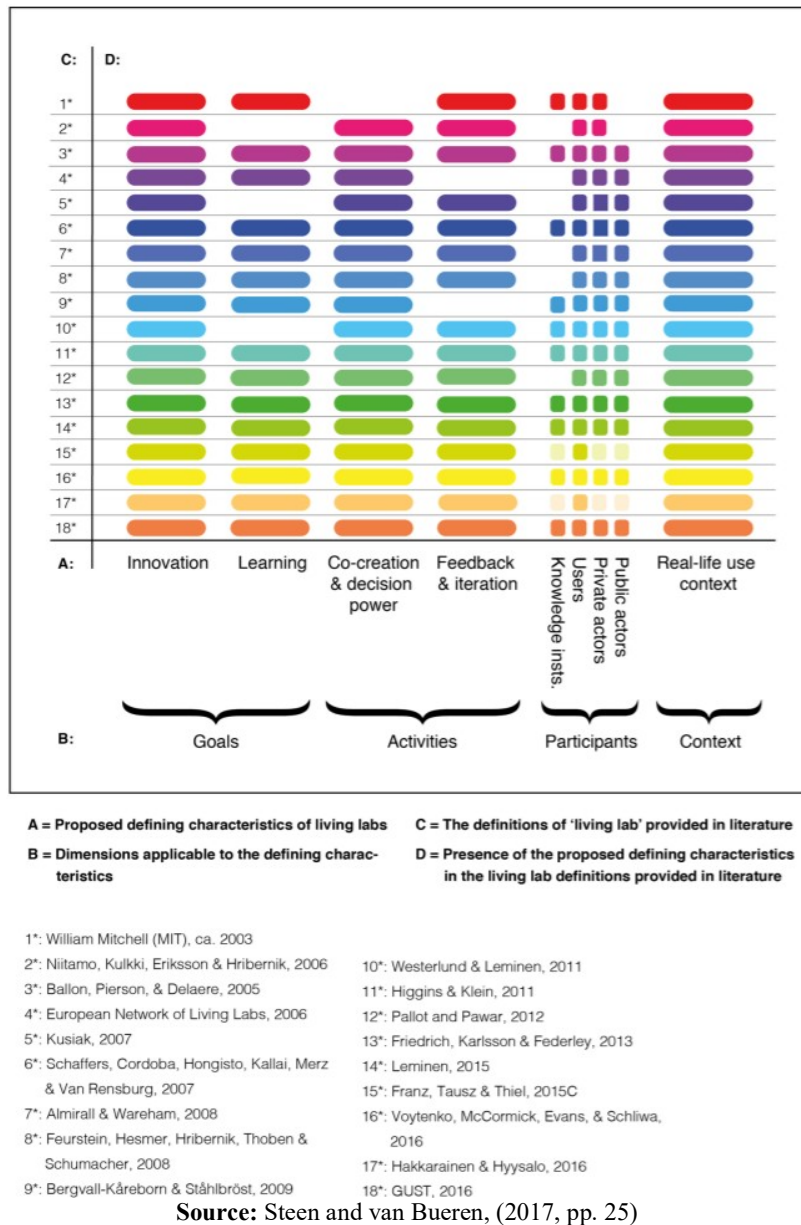 C: D:
1*
2*
3*
4*
5*
6*
7*
8*
9*
10*
11*
12*
13*
14*
15*
16*
17*
18*
A: Innovation Learning Co-creation & decision power Feedback & iteration Knowledge insts. Users Private actors Public actors Real-life use context
B: Goals Activities Participants Context
A = Proposed defining characteristics of living labs
B = Dimensions applicable to the defining charac-
teristics
C = The definitions of ‘living lab’ provided in literature
D = Presence of the proposed defining characteristics
in the living lab definitions provided in literature
1*: William Mitchell (MIT), ca. 2003
2*: Niitamo, Kulkki, Eriksson & Hribernik, 2006
3*: Ballon, Pierson, & Delaere, 2005
4*: European Network of Living Labs, 2006
5*: Kusiak, 2007
6*: Schaffers, Cordoba, Hongisto, Kallai, Merz
& Van Rensburg, 2007
7*: Almirall & Wareham, 2008
8*: Feurstein, Hesmer, Hribernik, Thoben &
Schumacher, 2008
9*: Bergvall-Kåreborn & Ståhlbröst, 2009
10*: Westerlund & Leminen, 2011
11*: Higgins & Klein, 2011
12*: Pallot and Pawar, 2012
13*: Friedrich, Karlsson & Federley, 2013
14*: Leminen, 2015
15*: Franz, Tausz & Thiel, 2015C
16*: Voytenko, McCormick, Evans, & Schliwa,
2016
17*: Hakkarainen & Hyysalo, 2016
18*: GUST, 2016
Source: Steen and van Bueren, (2017, pp. 25)